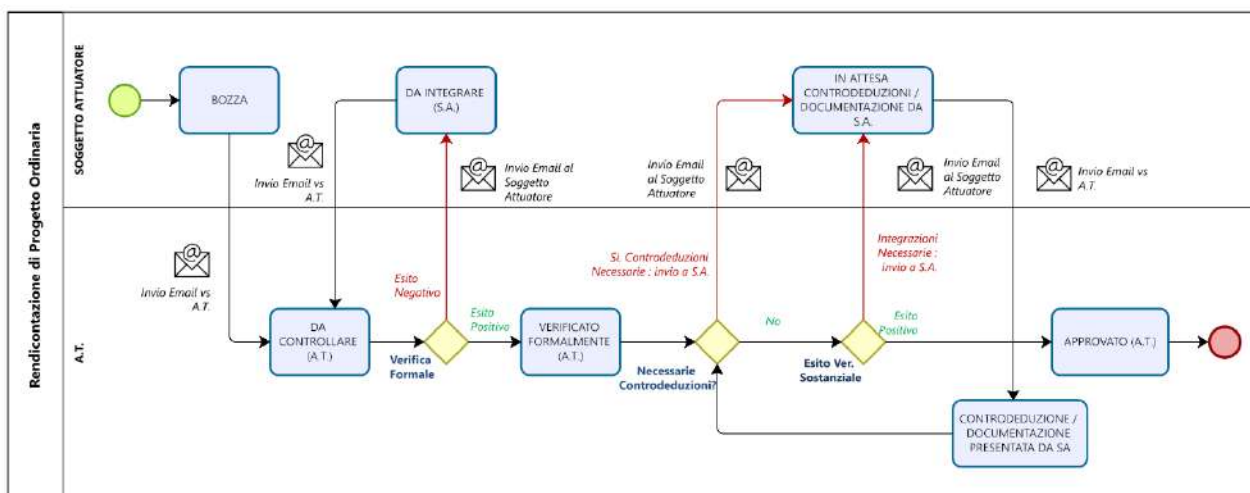 Rendicontazione di Progetto Ordinaria
SOGGETTO ATTUATORE
BOZZA
DA INTEGRARE
(S.A.)
IN ATTESA
CONTRODEDUZIONI /
DOCUMENTAZIONE DA
S.A.
Invio Email vs
A.T.
Invio Email al
Soggetto
Attuatore
Invio Email
al Soggetto
Attuatore
Invio Email
al Soggetto
Attuatore
Invio Email vs
A.T.
A.T.
Invio Email vs
A.T.
Esito
Negativo
Si. Controdeduzioni
Necessarie : invio a S.A.
Integrazioni
Necessarie :
invio a S.A.
DA
CONTROLLARE
(A.T.)
Verifica
Formale
Esito
Positivo
VERIFICATO
FORMALMENTE
(A.T.)
Necessarie
Controdeduzioni?
No
Esito Ver.
Sostanziale
Esito
Positivo
APPROVATO (A.T.)
CONTRODEDUZIONE /
DOCUMENTAZIONE
PRESENTATA DA SA